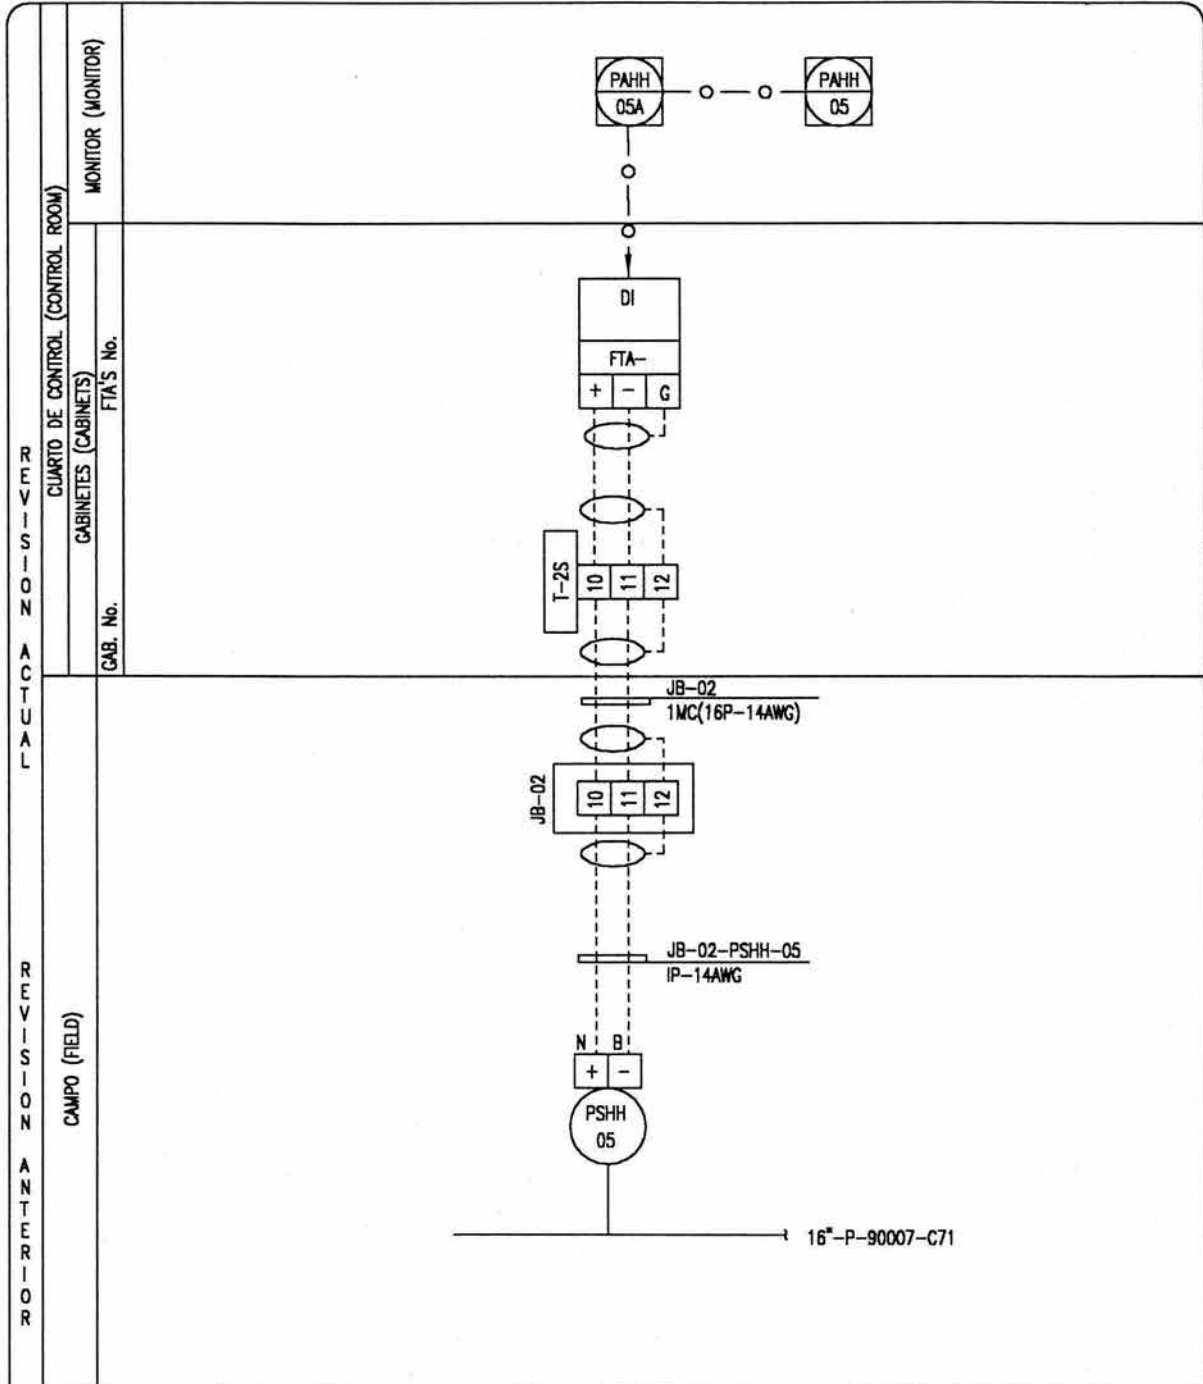 REVISION ACTUAL
REVISION ANTERIOR
CUARTO DE CONTROL (CONTROL ROOM)
MONITOR (MONITOR)
GABINETES (CABINETS)
FTA'S No.
GAB. No.
CAMPO (FIELD)
PAHH
05A
PAHH
05
DI
FTA-
+ - G
T-2S
10 11 12
JB-02
1MC(16P-14AWG)
JB-02
10 11 12
JB-02-PSHH-05
IP-14AWG
N B
+ -
PSHH
05
16"-P-90007-C71